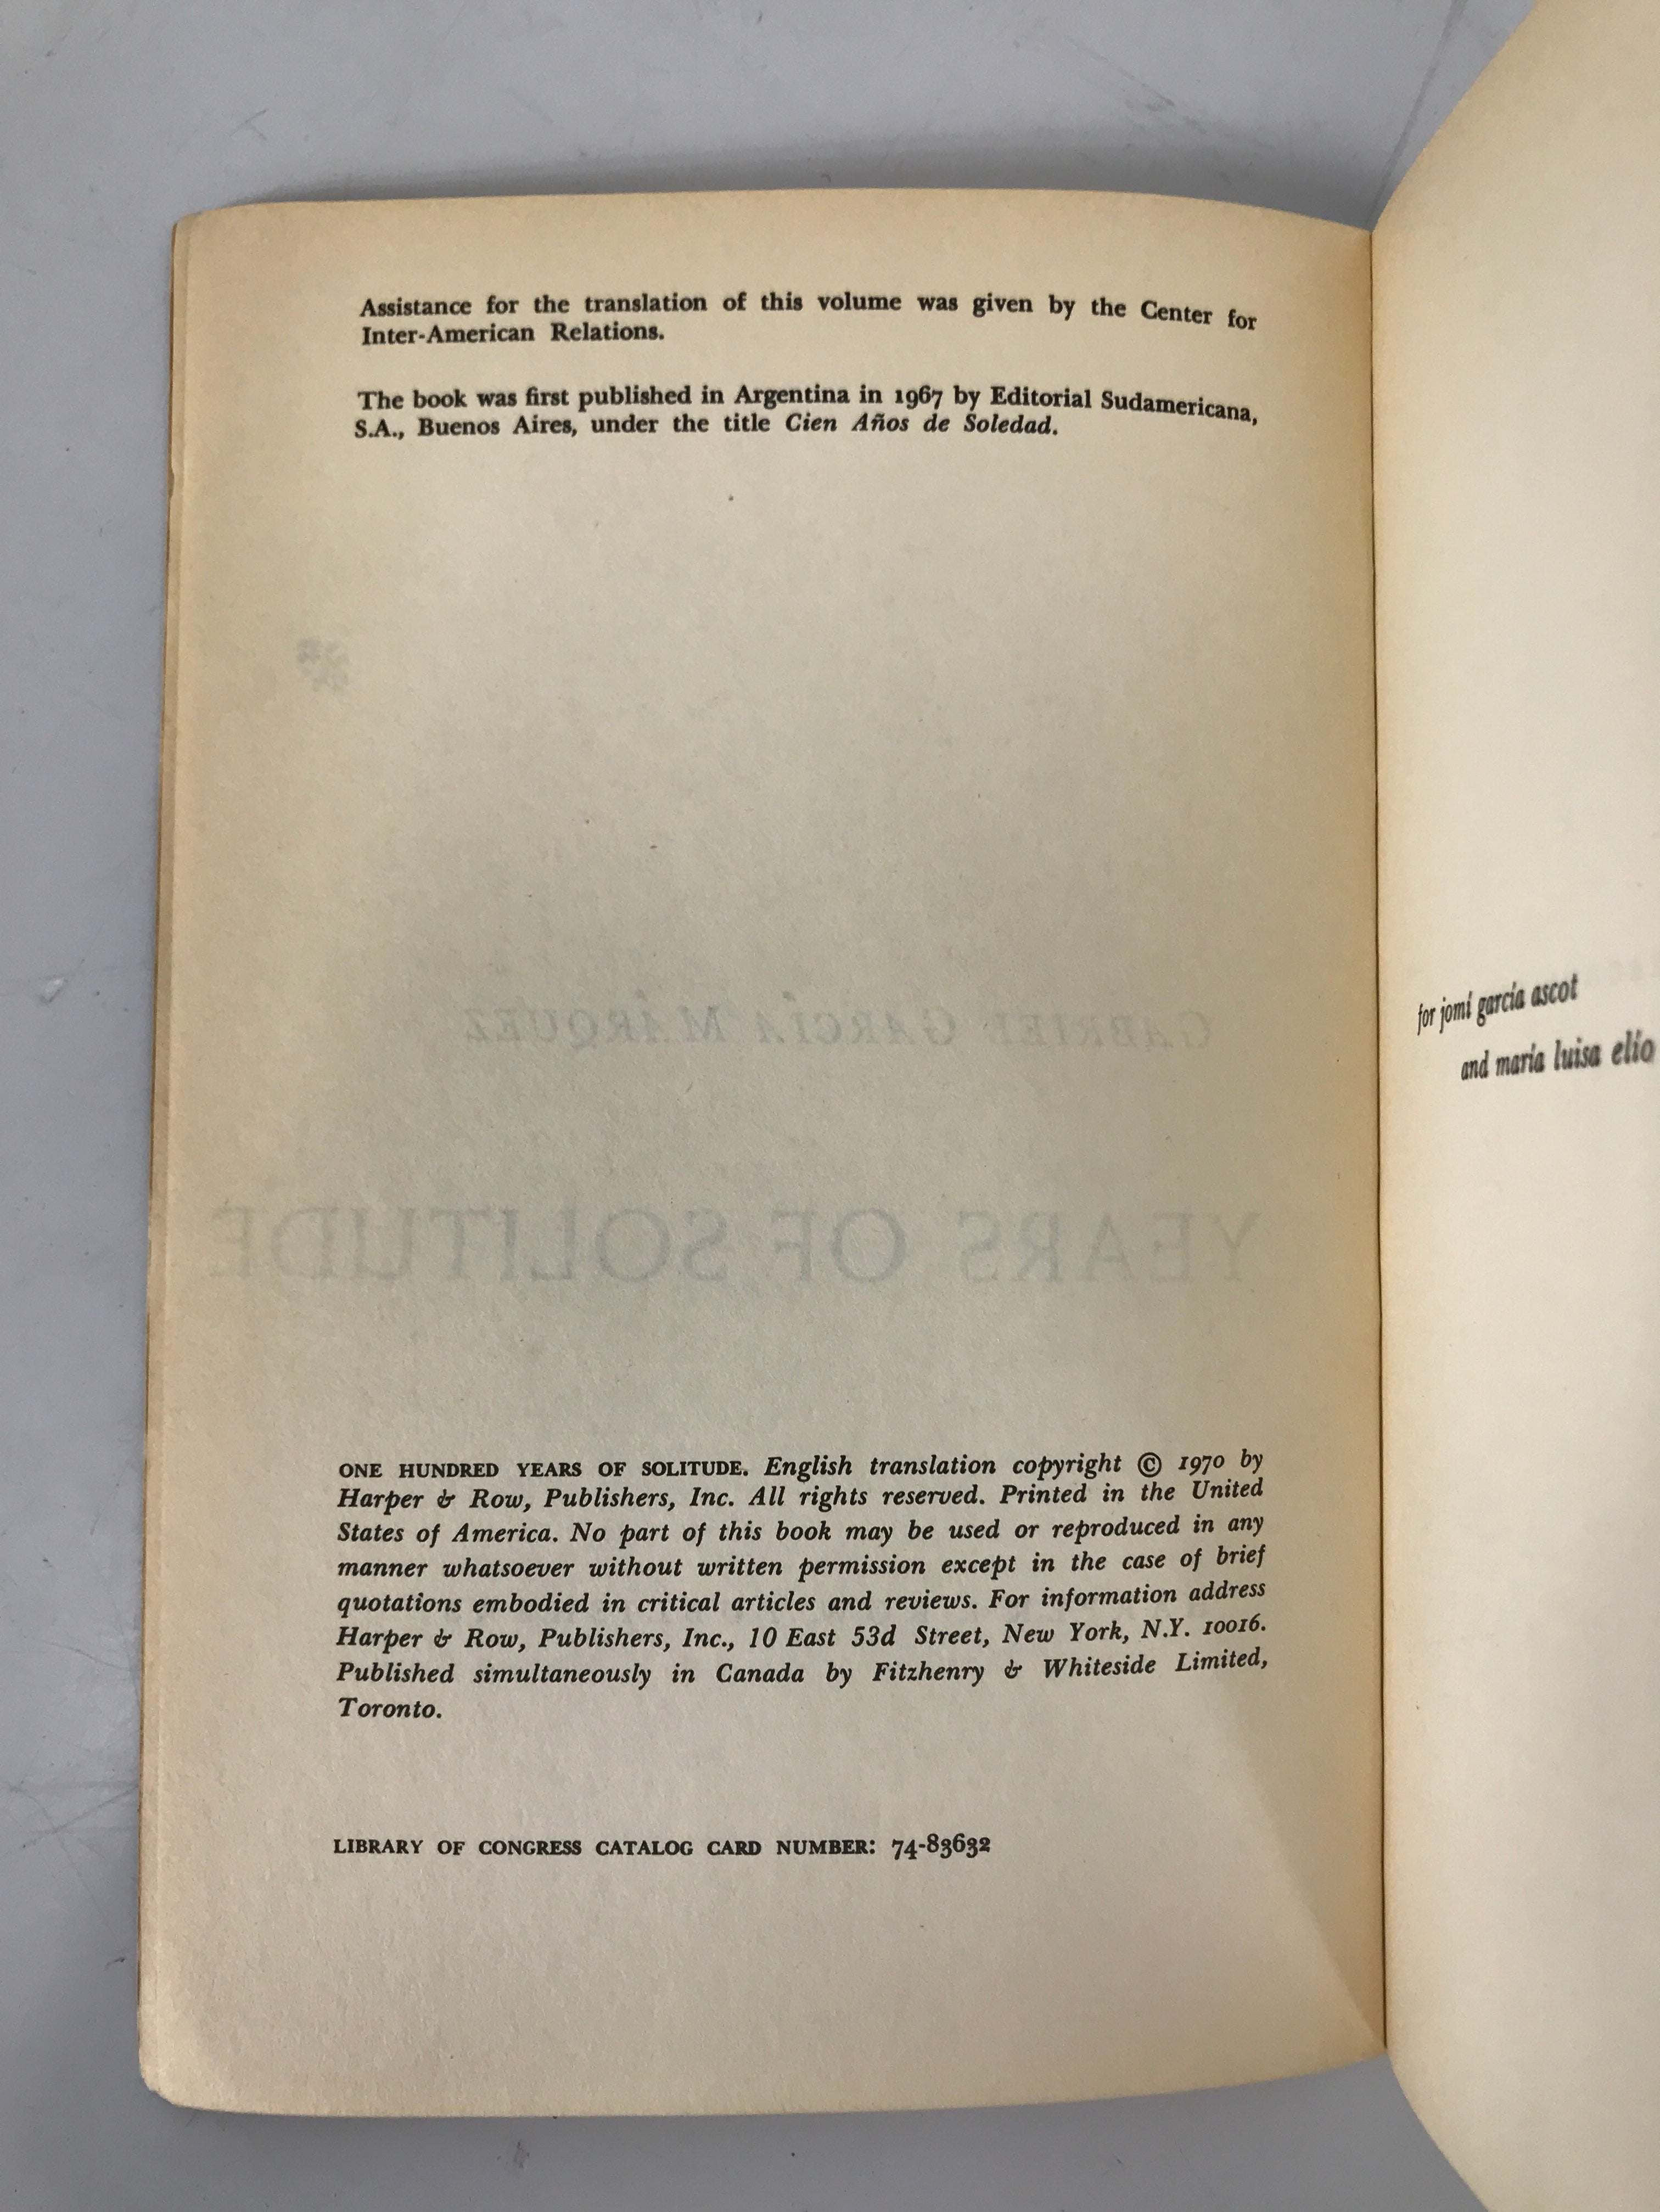 Assistance for the translation of this volume was given by the Center for
Inter-American Relations.
The book was first published in Argentina in 1967 by Editorial Sudamericana,
S.A., Buenos Aires, under the title Cien Años de Soledad.
GABRIEL GARCÍA MÁRQUEZ
YEARS OF SOLITUDE
ONE HUNDRED YEARS OF SOLITUDE. English translation copyright © 1970 by
Harper & Row, Publishers, Inc. All rights reserved. Printed in the United
States of America. No part of this book may be used or reproduced in any
manner whatsoever without written permission except in the case of brief
quotations embodied in critical articles and reviews. For information address
Harper & Row, Publishers, Inc., 10 East 53d Street, New York, N.Y. 10016.
Published simultaneously in Canada by Fitzhenry & Whiteside Limited,
Toronto.
LIBRARY OF CONGRESS CATALOG CARD NUMBER: 74-83632
for jomí garcía ascot
and maría luisa elío